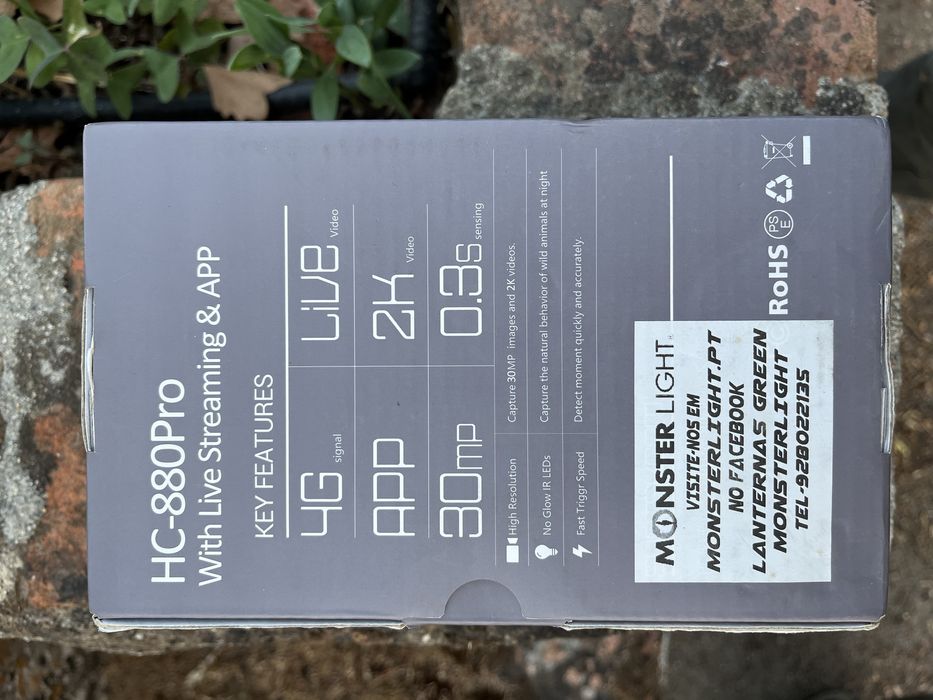 HC-880Pro
With Live Streaming & APP
KEY FEATURES
4G signal
LiVE Video
APP
2K Video
30MP
0.3s sensing
High Resolution
Capture 30MP images and 2K videos.
No Glow IR LEDs
Capture the natural behavior of wild animals at night
Fast Triggr Speed
Detect moment quickly and accurately.
RoHS
PS E
MONSTER LIGHT
VISITE-NOS EM
MONSTERLIGHT.PT
NO FACEBOOK
LANTERNAS GREEN
MONSTERLIGHT
TEL-928022135